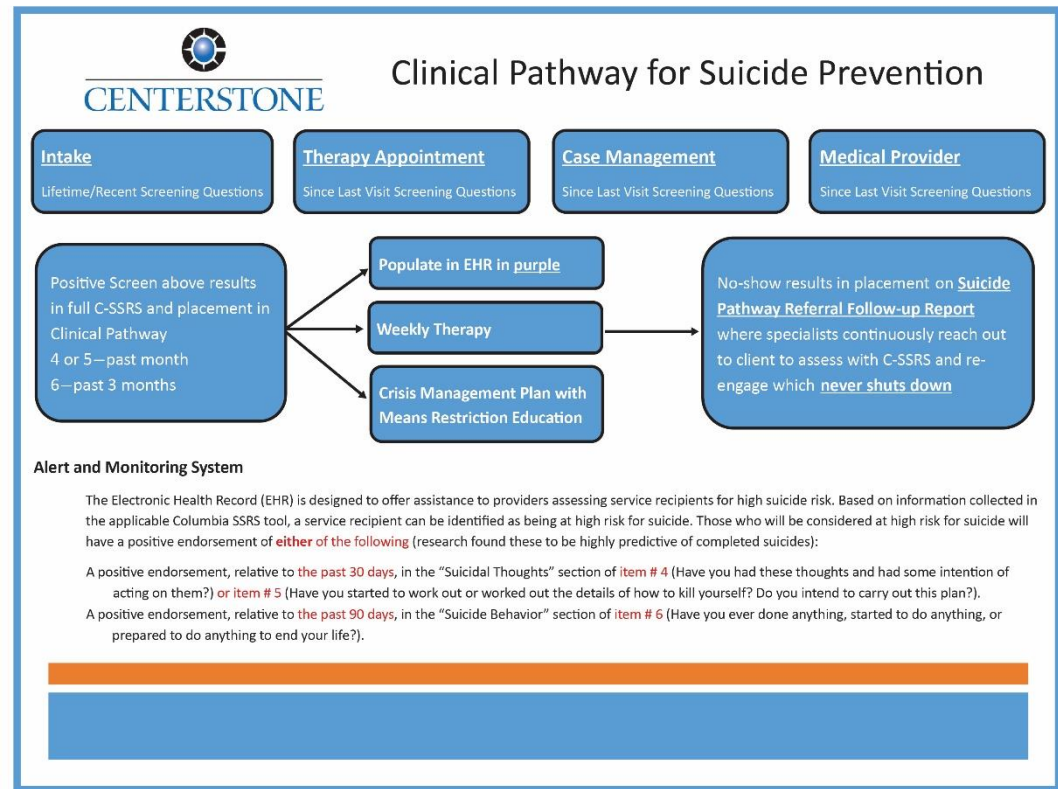 CENTERSTONE
Clinical Pathway for Suicide Prevention
Intake
Lifetime/Recent Screening Questions
Therapy Appointment
Since Last Visit Screening Questions
Case Management
Since Last Visit Screening Questions
Medical Provider
Since Last Visit Screening Questions
Positive Screen above results
in full C-SSRS and placement in
Clinical Pathway
4 or 5—past month
6—past 3 months
Populate in EHR in purple
Weekly Therapy
Crisis Management Plan with
Means Restriction Education
No-show results in placement on Suicide
Pathway Referral Follow-up Report
where specialists continuously reach out
to client to assess with C-SSRS and re-
engage which never shuts down
Alert and Monitoring System
The Electronic Health Record (EHR) is designed to offer assistance to providers assessing service recipients for high suicide risk. Based on information collected in
the applicable Columbia SSRS tool, a service recipient can be identified as being at high risk for suicide. Those who will be considered at high risk for suicide will
have a positive endorsement of either of the following (research found these to be highly predictive of completed suicides):
A positive endorsement, relative to the past 30 days, in the “Suicidal Thoughts” section of item # 4 (Have you had these thoughts and had some intention of
acting on them?) or item # 5 (Have you started to work out or worked out the details of how to kill yourself? Do you intend to carry out this plan?).
A positive endorsement, relative to the past 90 days, in the “Suicide Behavior” section of item # 6 (Have you ever done anything, started to do anything, or
prepared to do anything to end your life?).